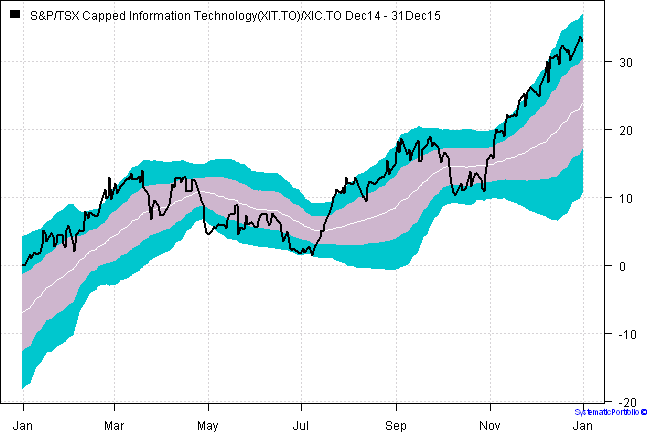 S&P/TSX Capped Information Technology(XIT.TO)/XIC.TO Dec14 - 31Dec15
30
20
10
0
-10
-20
SystematicPortfolio ©
Jan Mar May Jul Sep Nov Jan